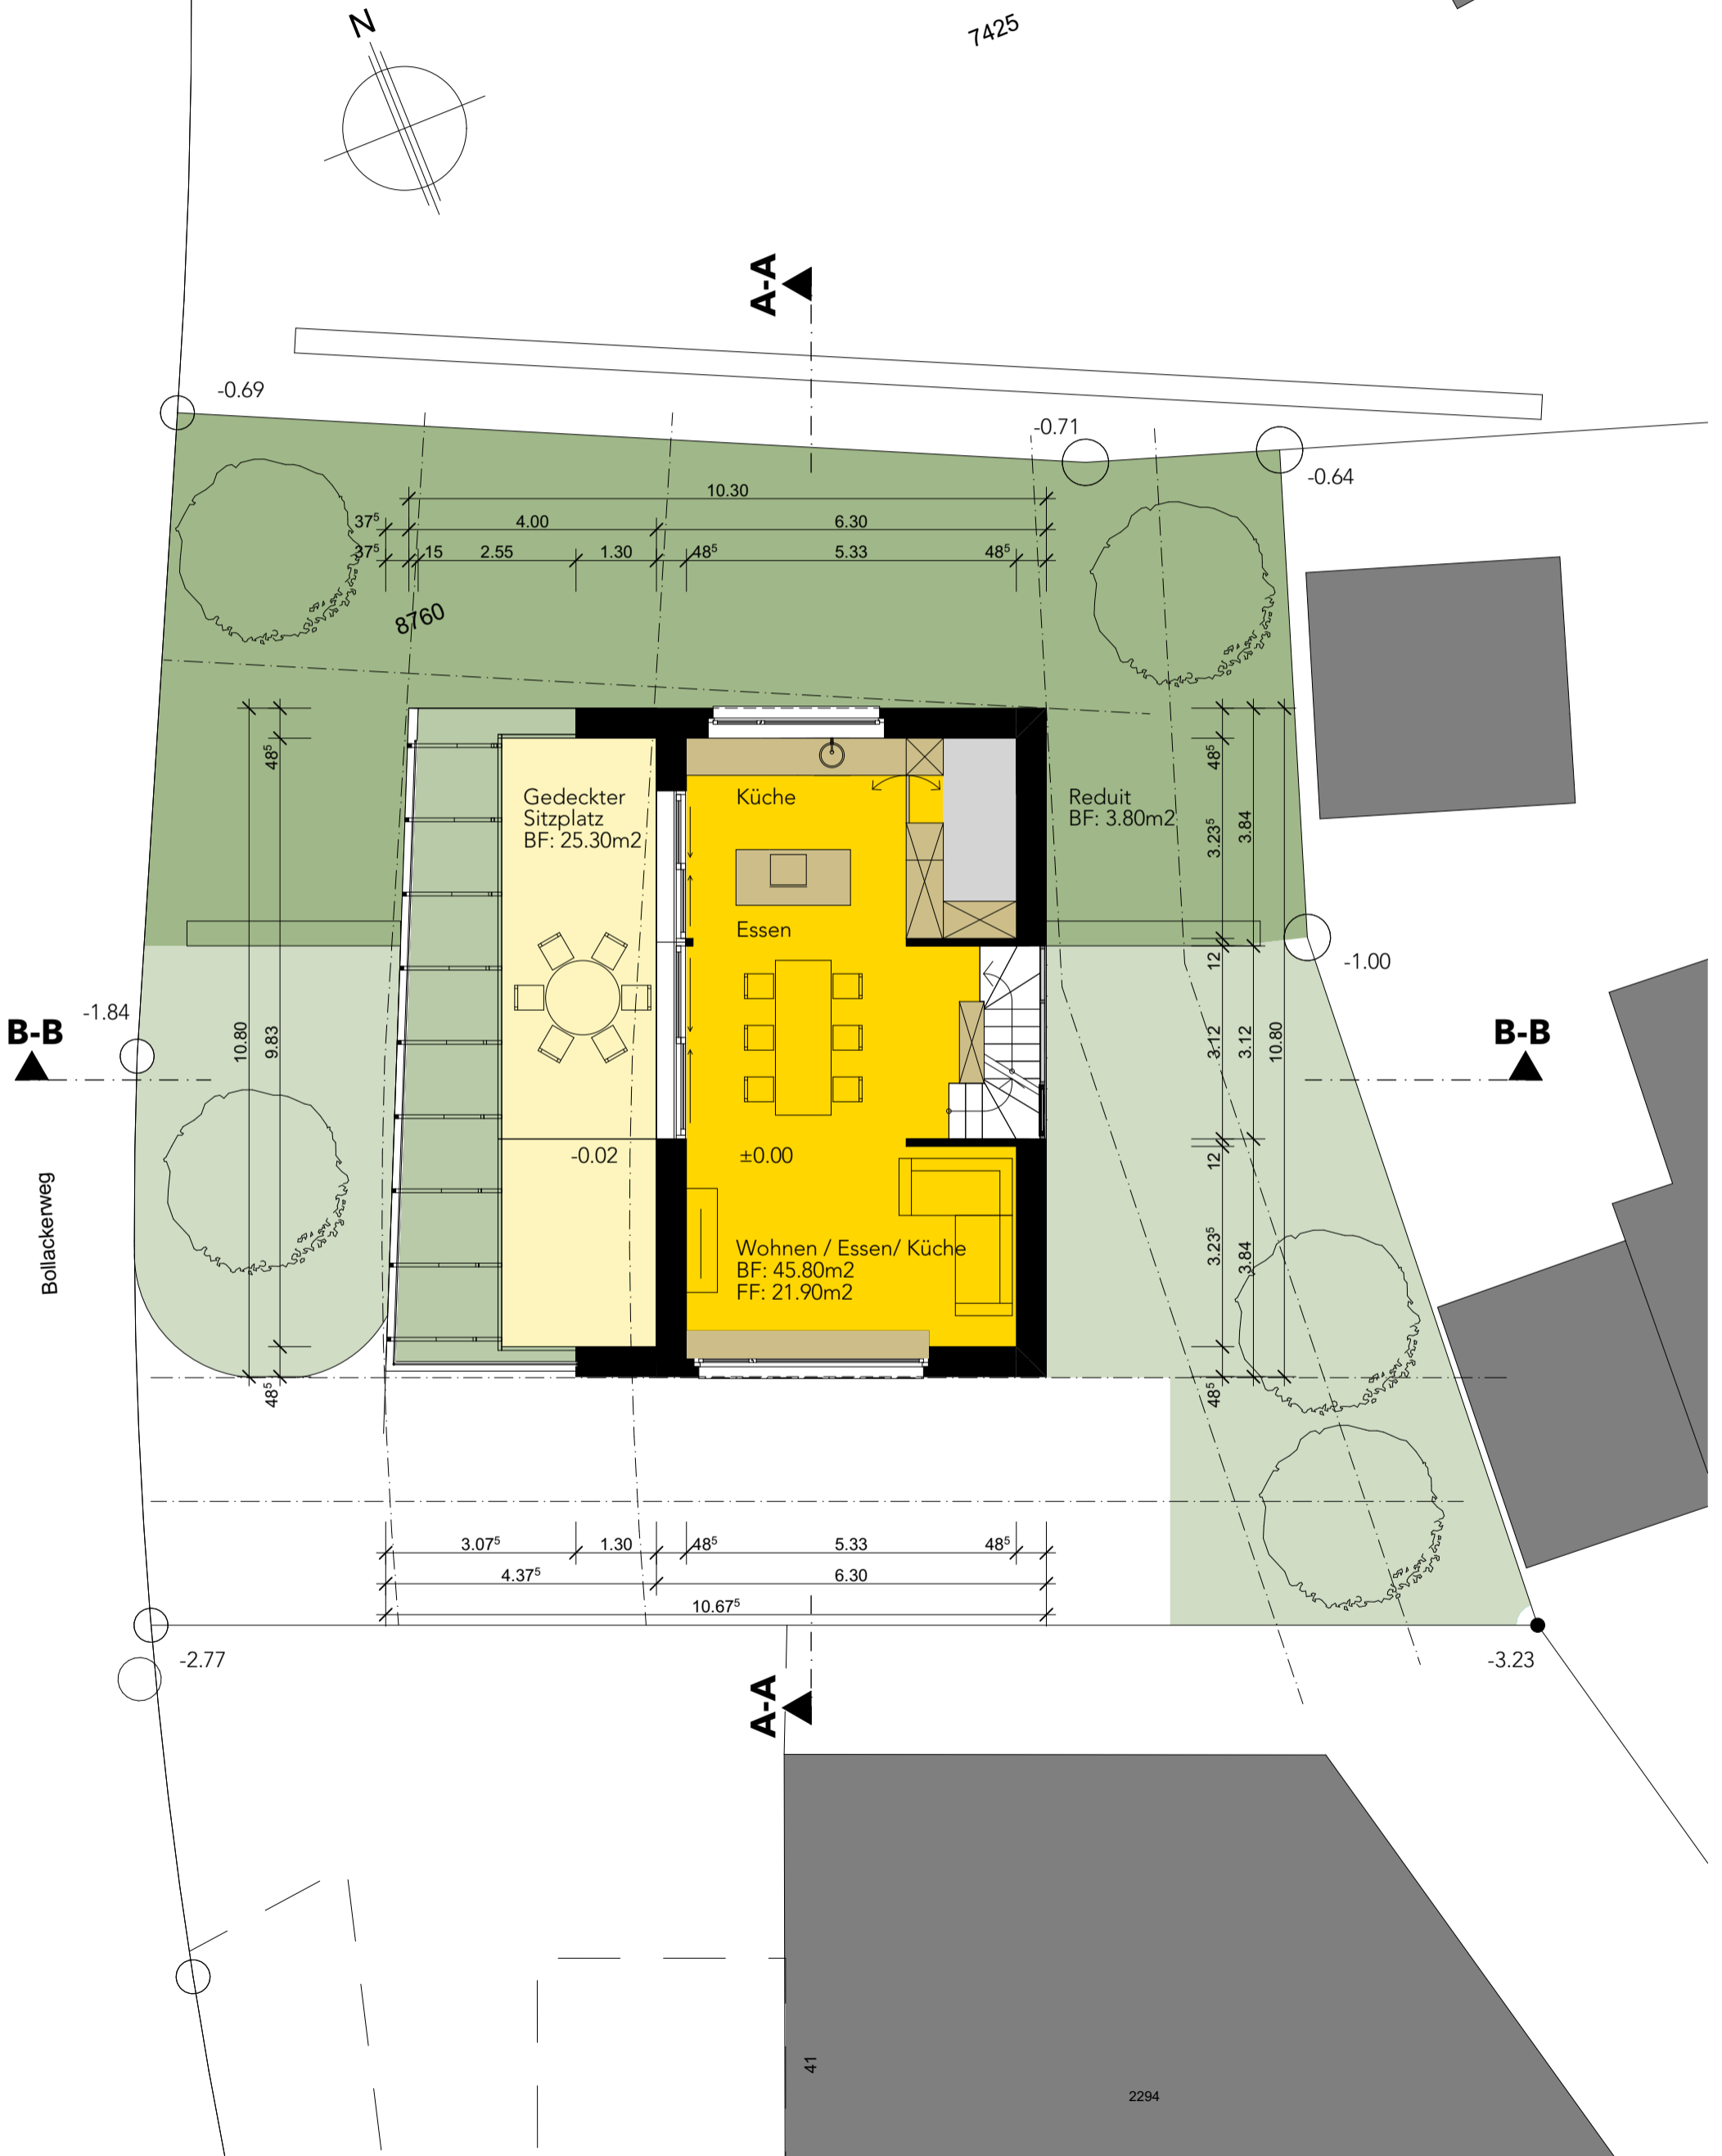 N
7425
A-A
-0.69
-0.71
-0.64
10.30
37⁵
4.00
6.30
37⁵
15
2.55
1.30
48⁵
5.33
48⁵
8760
48⁵
48⁵
Gedeckter
Sitzplatz
BF: 25.30m2
Küche
Reduit
BF: 3.80m2
3.23⁵
3.84
Essen
12
-1.00
-1.84
B-B
B-B
10.80
9.83
3.12
3.12
10.80
-0.02
±0.00
12
Bollackerweg
Wohnen / Essen/ Küche
BF: 45.80m2
FF: 21.90m2
3.23⁵
3.84
48⁵
48⁵
3.07⁵
1.30
48⁵
5.33
48⁵
4.37⁵
6.30
10.67⁵
-2.77
-3.23
A-A
41
2294